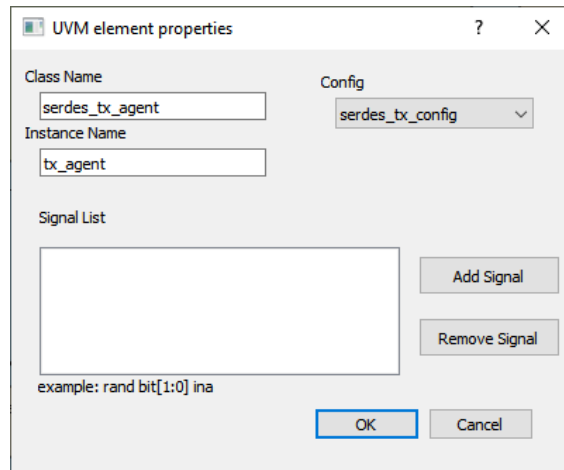 UVM element properties
?
Class Name
Config
serdes_tx_agent
serdes_tx_config
Instance Name
tx_agent
Signal List
Add Signal
Remove Signal
example: rand bit[1:0] ina
OK
Cancel